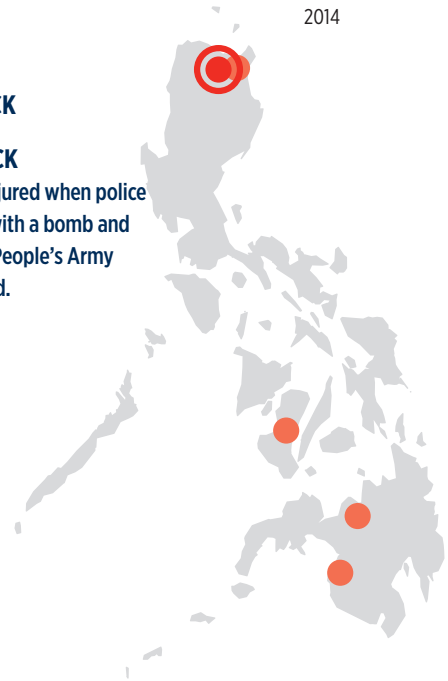 2014
CK
CK
jured when police
with a bomb and
People's Army
d.